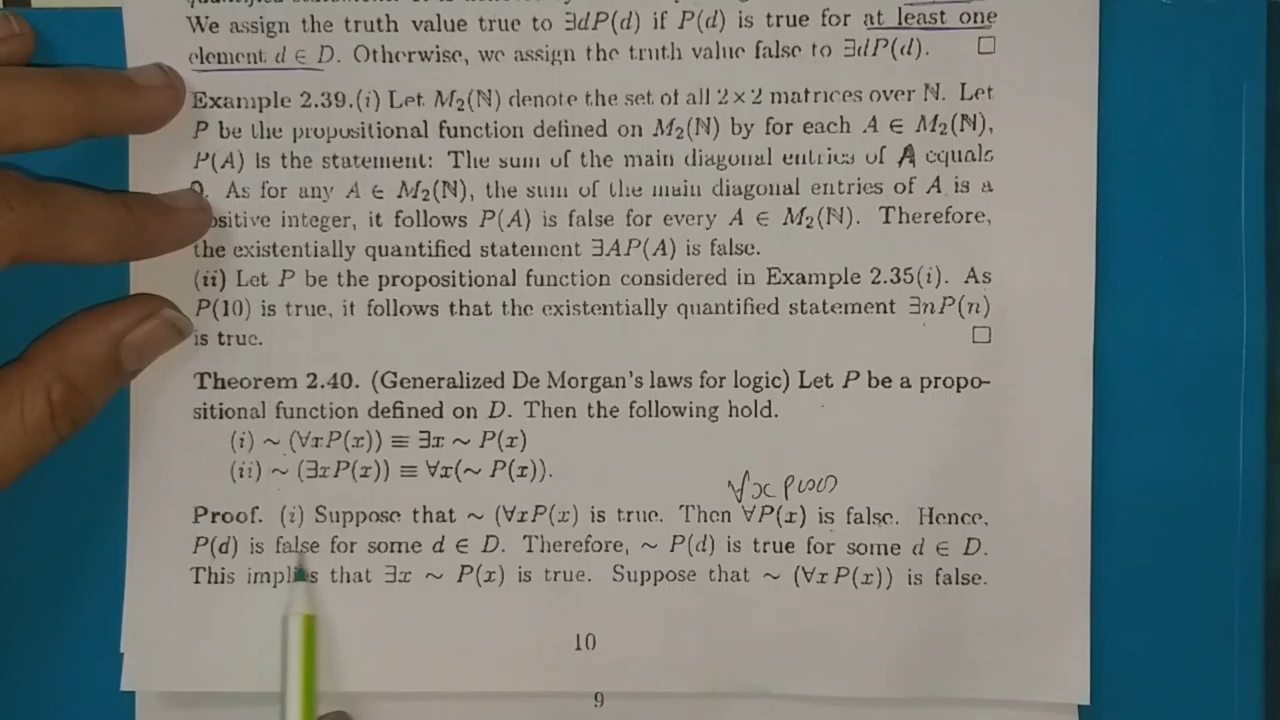 We assign the truth value true to ∃dP(d) if P(d) is true for at least one
element d ∈ D. Otherwise, we assign the truth value false to ∃dP(d). □
Example 2.39.(i) Let M₂(ℕ) denote the set of all 2×2 matrices over ℕ. Let
P be the propositional function defined on M₂(ℕ) by for each A ∈ M₂(ℕ),
P(A) is the statement: The sum of the main diagonal entries of A equals
0. As for any A ∈ M₂(ℕ), the sum of the main diagonal entries of A is a
ositive integer, it follows P(A) is false for every A ∈ M₂(ℕ). Therefore,
the existentially quantified statement ∃AP(A) is false.
(ii) Let P be the propositional function considered in Example 2.35(i). As
P(10) is true, it follows that the existentially quantified statement ∃nP(n)
is true. □
Theorem 2.40. (Generalized De Morgan's laws for logic) Let P be a propo-
sitional function defined on D. Then the following hold.
(i) ∼ (∀xP(x)) ≡ ∃x ∼ P(x)
(ii) ∼ (∃xP(x)) ≡ ∀x(∼ P(x)).
∀x P(x)
Proof. (i) Suppose that ∼ (∀xP(x) is true. Then ∀P(x) is false. Hence,
P(d) is false for some d ∈ D. Therefore, ∼ P(d) is true for some d ∈ D.
This implies that ∃x ∼ P(x) is true. Suppose that ∼ (∀xP(x)) is false.
10
9